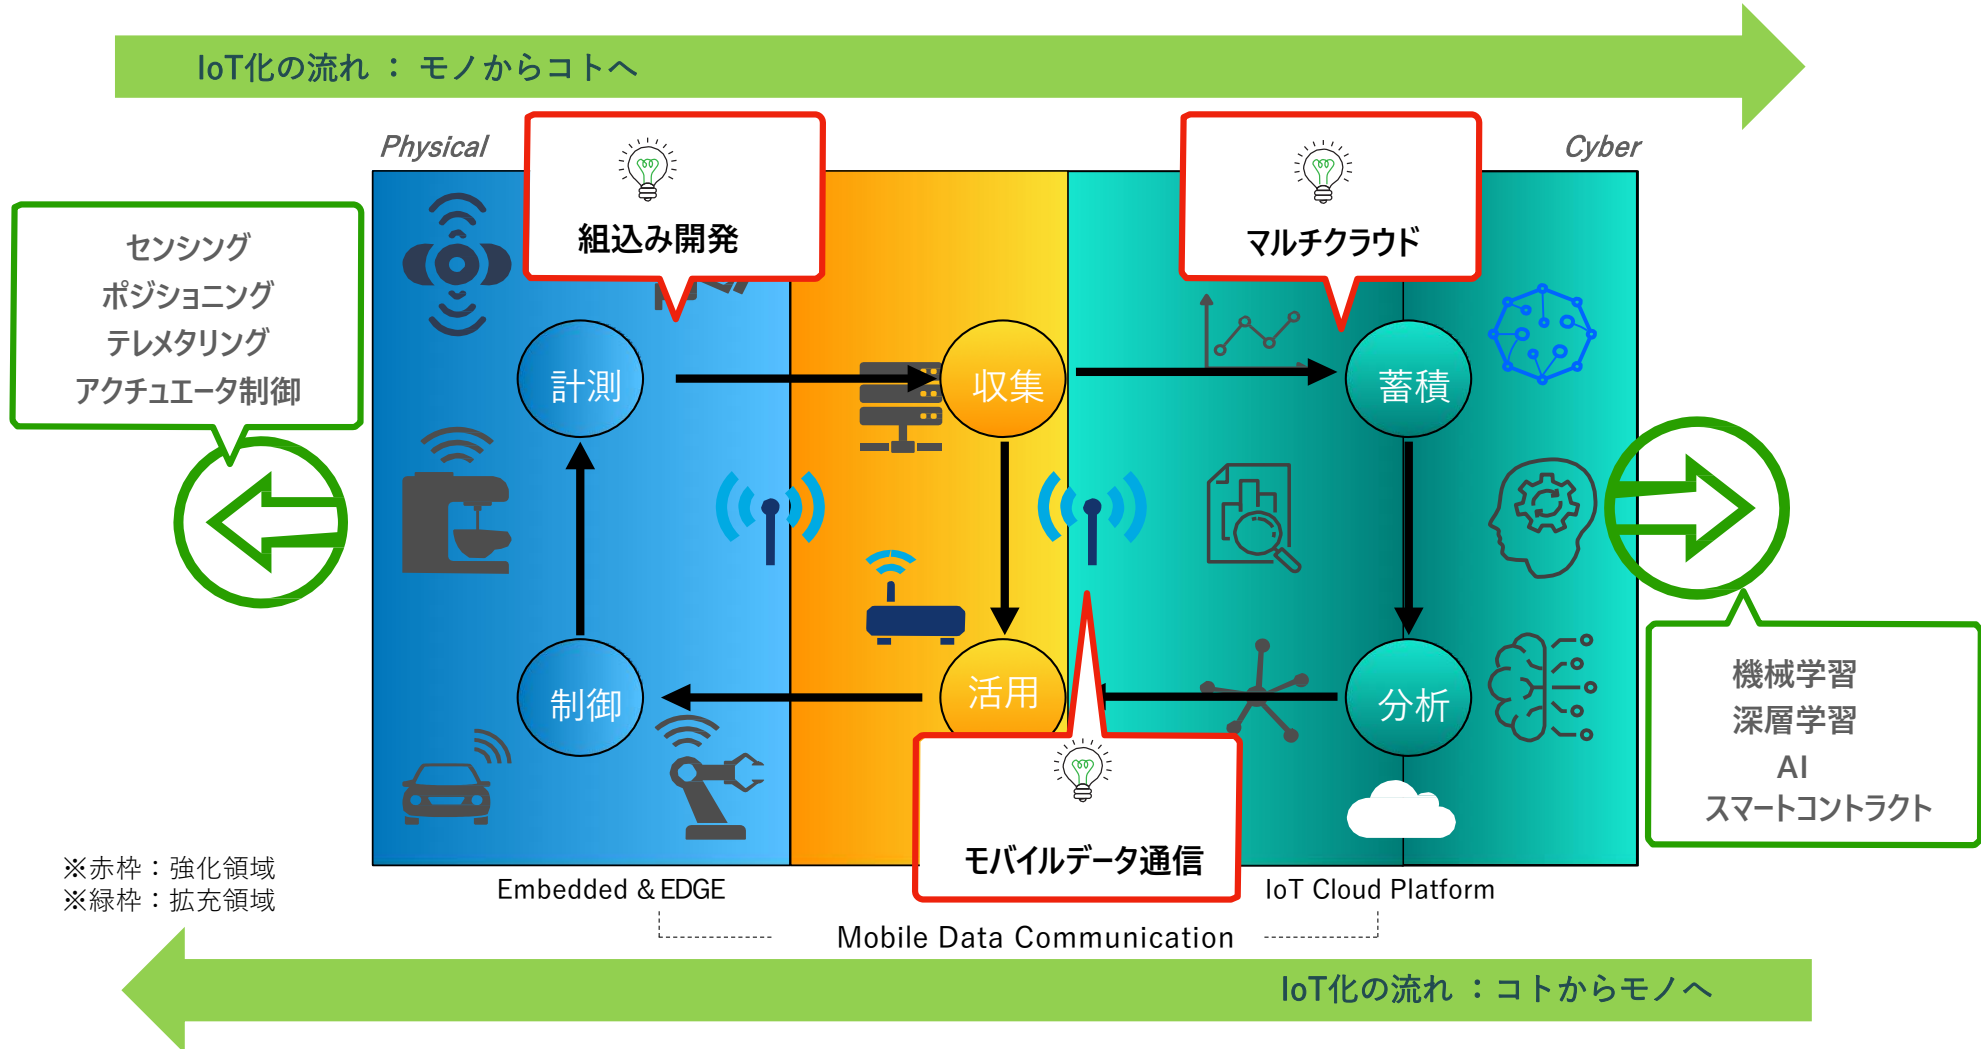 IoT化の流れ ： モノからコトへ
Physical
Cyber
組込み開発
マルチクラウド
センシング
ポジショニング
テレメタリング
アクチュエータ制御
計測
収集
蓄積
制御
活用
分析
機械学習
深層学習
AI
スマートコントラクト
モバイルデータ通信
※赤枠：強化領域
※緑枠：拡充領域
Embedded & EDGE
IoT Cloud Platform
Mobile Data Communication
IoT化の流れ ：コトからモノへ